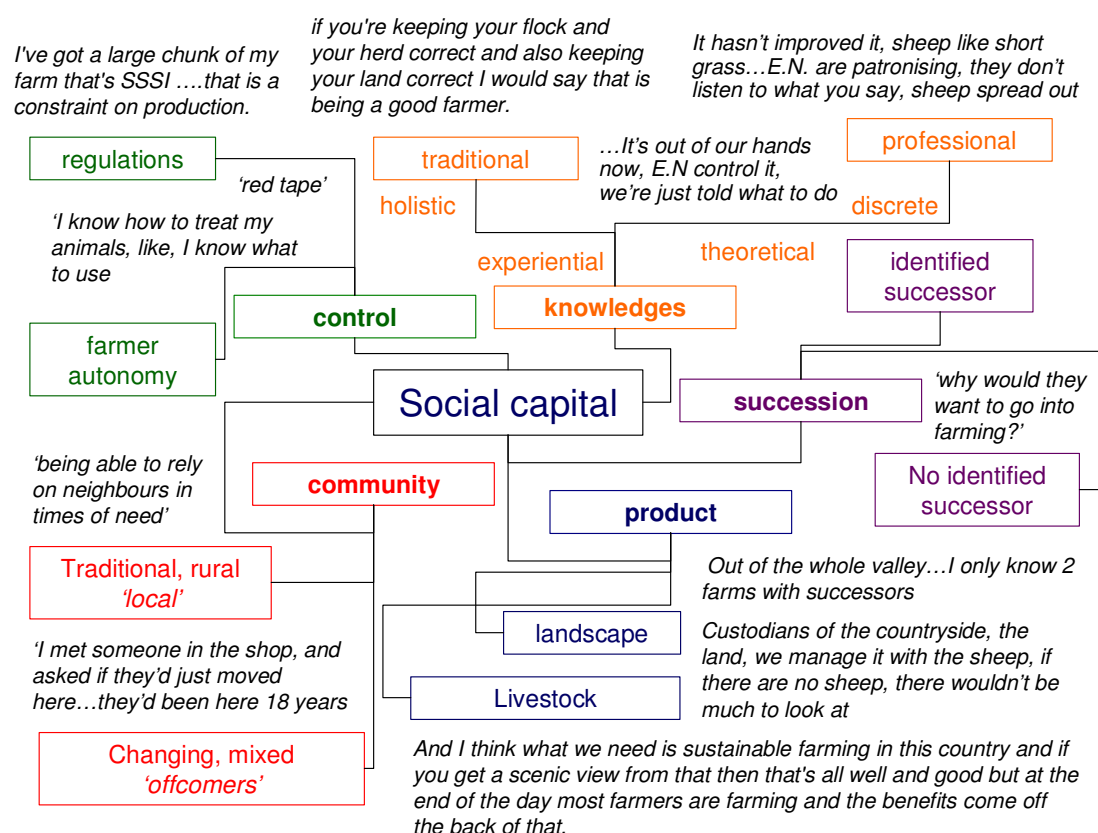 I've got a large chunk of my
farm that's SSSI ….that is a
constraint on production.
if you're keeping your flock and
your herd correct and also keeping
your land correct I would say that is
being a good farmer.
It hasn’t improved it, sheep like short
grass…E.N. are patronising, they don’t
listen to what you say, sheep spread out
regulations
traditional
professional
…It’s out of our hands
now, E.N control it,
we’re just told what to do
‘red tape’
holistic
discrete
‘I know how to treat my
animals, like, I know what
to use
experiential
theoretical
identified
successor
control
knowledges
farmer
autonomy
Social capital
succession
‘why would they
want to go into
farming?’
‘being able to rely
on neighbours in
times of need’
community
product
No identified
successor
Traditional, rural
‘local’
Out of the whole valley…I only know 2
farms with successors
landscape
‘I met someone in the shop, and
asked if they’d just moved
here…they’d been here 18 years
Custodians of the countryside, the
land, we manage it with the sheep, if
there are no sheep, there wouldn’t be
much to look at
Livestock
Changing, mixed
‘offcomers’
And I think what we need is sustainable farming in this country and if
you get a scenic view from that then that's all well and good but at the
end of the day most farmers are farming and the benefits come off
the back of that.